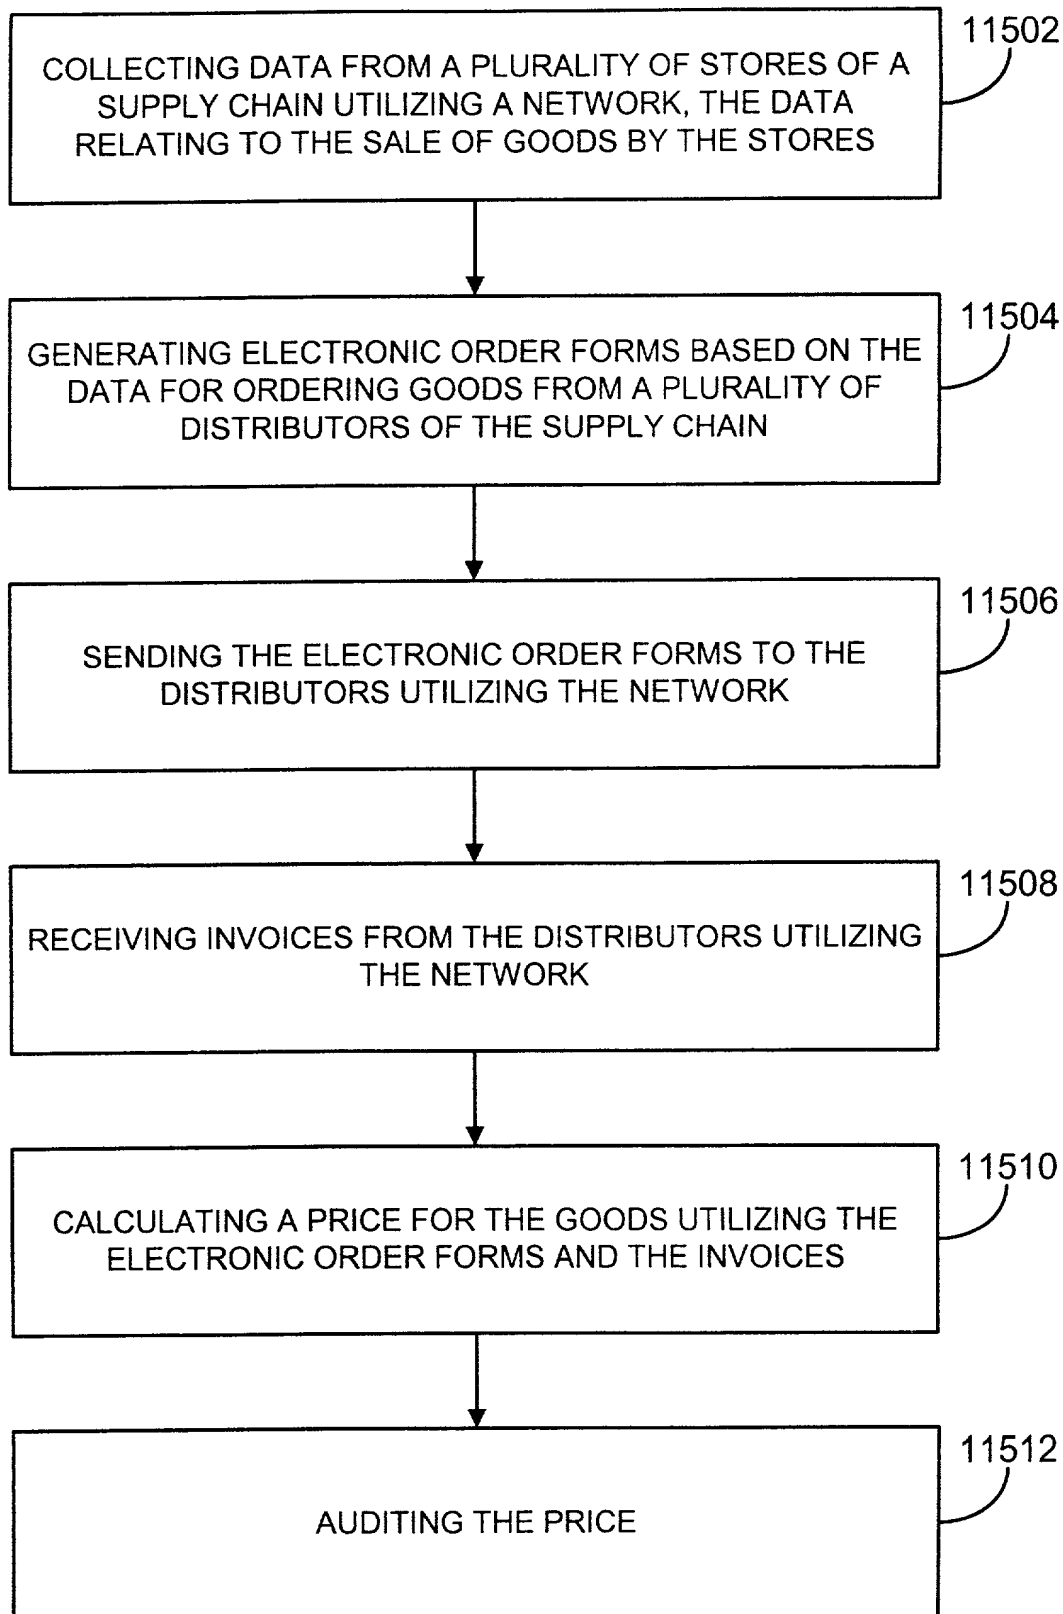 11502
COLLECTING DATA FROM A PLURALITY OF STORES OF A
SUPPLY CHAIN UTILIZING A NETWORK, THE DATA
RELATING TO THE SALE OF GOODS BY THE STORES
11504
GENERATING ELECTRONIC ORDER FORMS BASED ON THE
DATA FOR ORDERING GOODS FROM A PLURALITY OF
DISTRIBUTORS OF THE SUPPLY CHAIN
11506
SENDING THE ELECTRONIC ORDER FORMS TO THE
DISTRIBUTORS UTILIZING THE NETWORK
11508
RECEIVING INVOICES FROM THE DISTRIBUTORS UTILIZING
THE NETWORK
11510
CALCULATING A PRICE FOR THE GOODS UTILIZING THE
ELECTRONIC ORDER FORMS AND THE INVOICES
11512
AUDITING THE PRICE